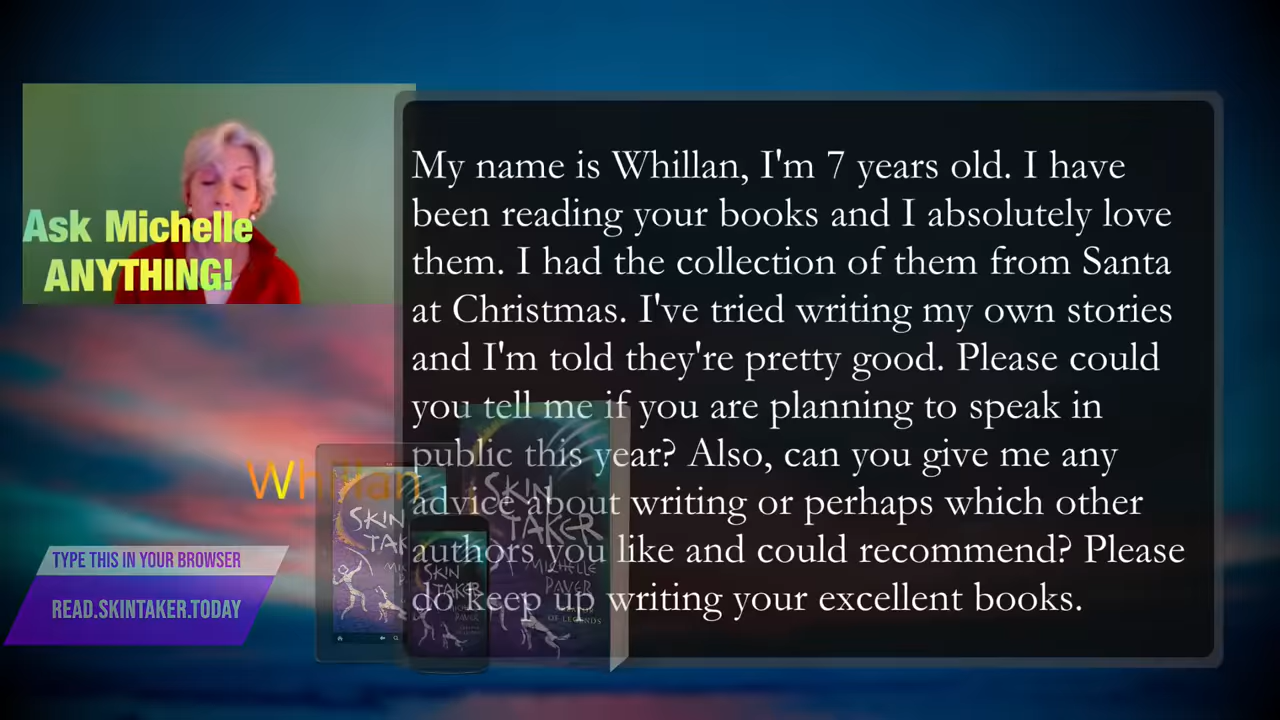 Ask Michelle
ANYTHING!
My name is Whillan, I'm 7 years old. I have
been reading your books and I absolutely love
them. I had the collection of them from Santa
at Christmas. I've tried writing my own stories
and I'm told they're pretty good. Please could
you tell me if you are planning to speak in
public this year? Also, can you give me any
advice about writing or perhaps which other
authors you like and could recommend? Please
do keep up writing your excellent books.
Whillan
TYPE THIS IN YOUR BROWSER
READ.SKINTAKER.TODAY
SKIN
TAK
SKIN
TAKER
SKIN
TAKER
MICHELLE
PAVER